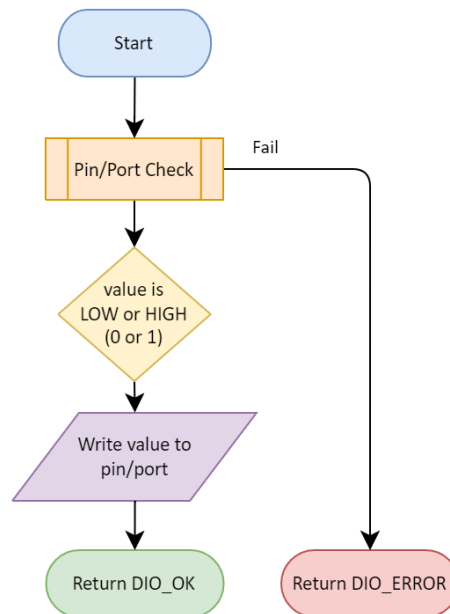 Start
Pin/Port Check
Fail
value is
LOW or HIGH
(0 or 1)
Write value to
pin/port
Return DIO_OK
Return DIO_ERROR